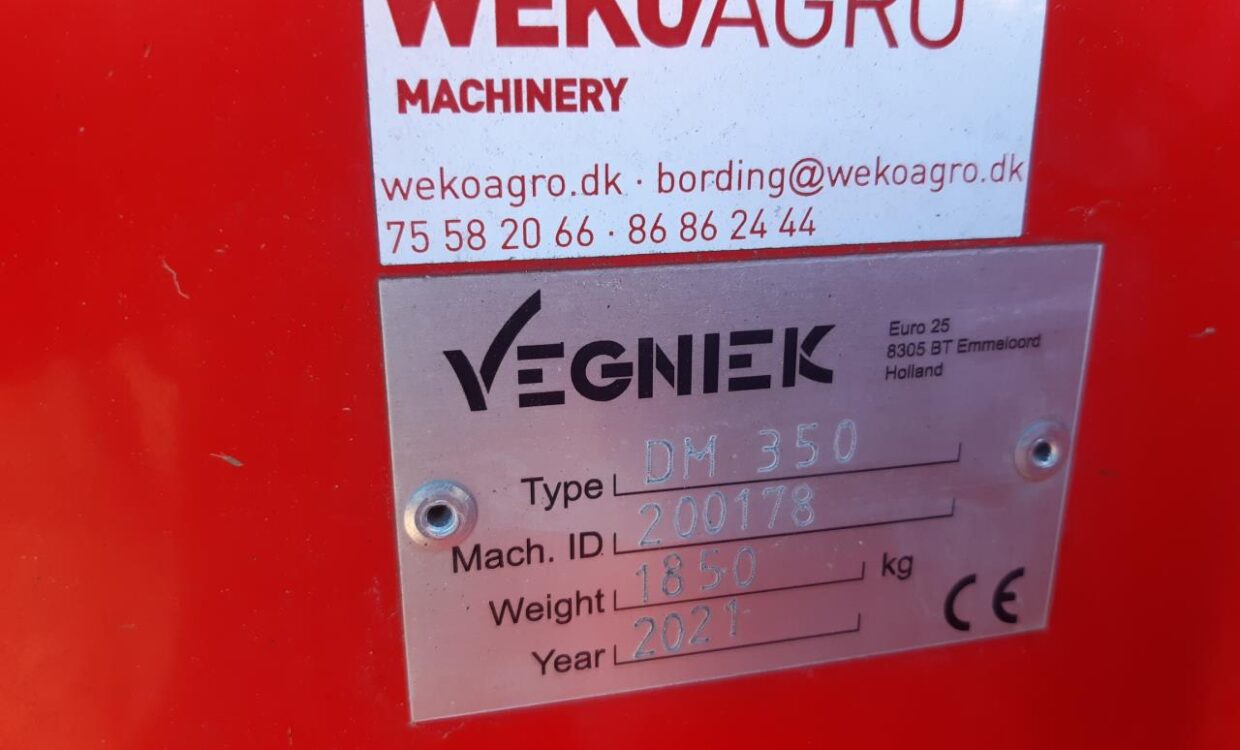 WEKOAGRO
MACHINERY
wekoagro.dk · bording@wekoagro.dk
75 58 20 66 · 86 86 24 44
VEGNIEK
Euro 25
8305 BT Emmeloord
Holland
Type DM 350
Mach. ID 200178
Weight 1850 kg
Year 2021
CE